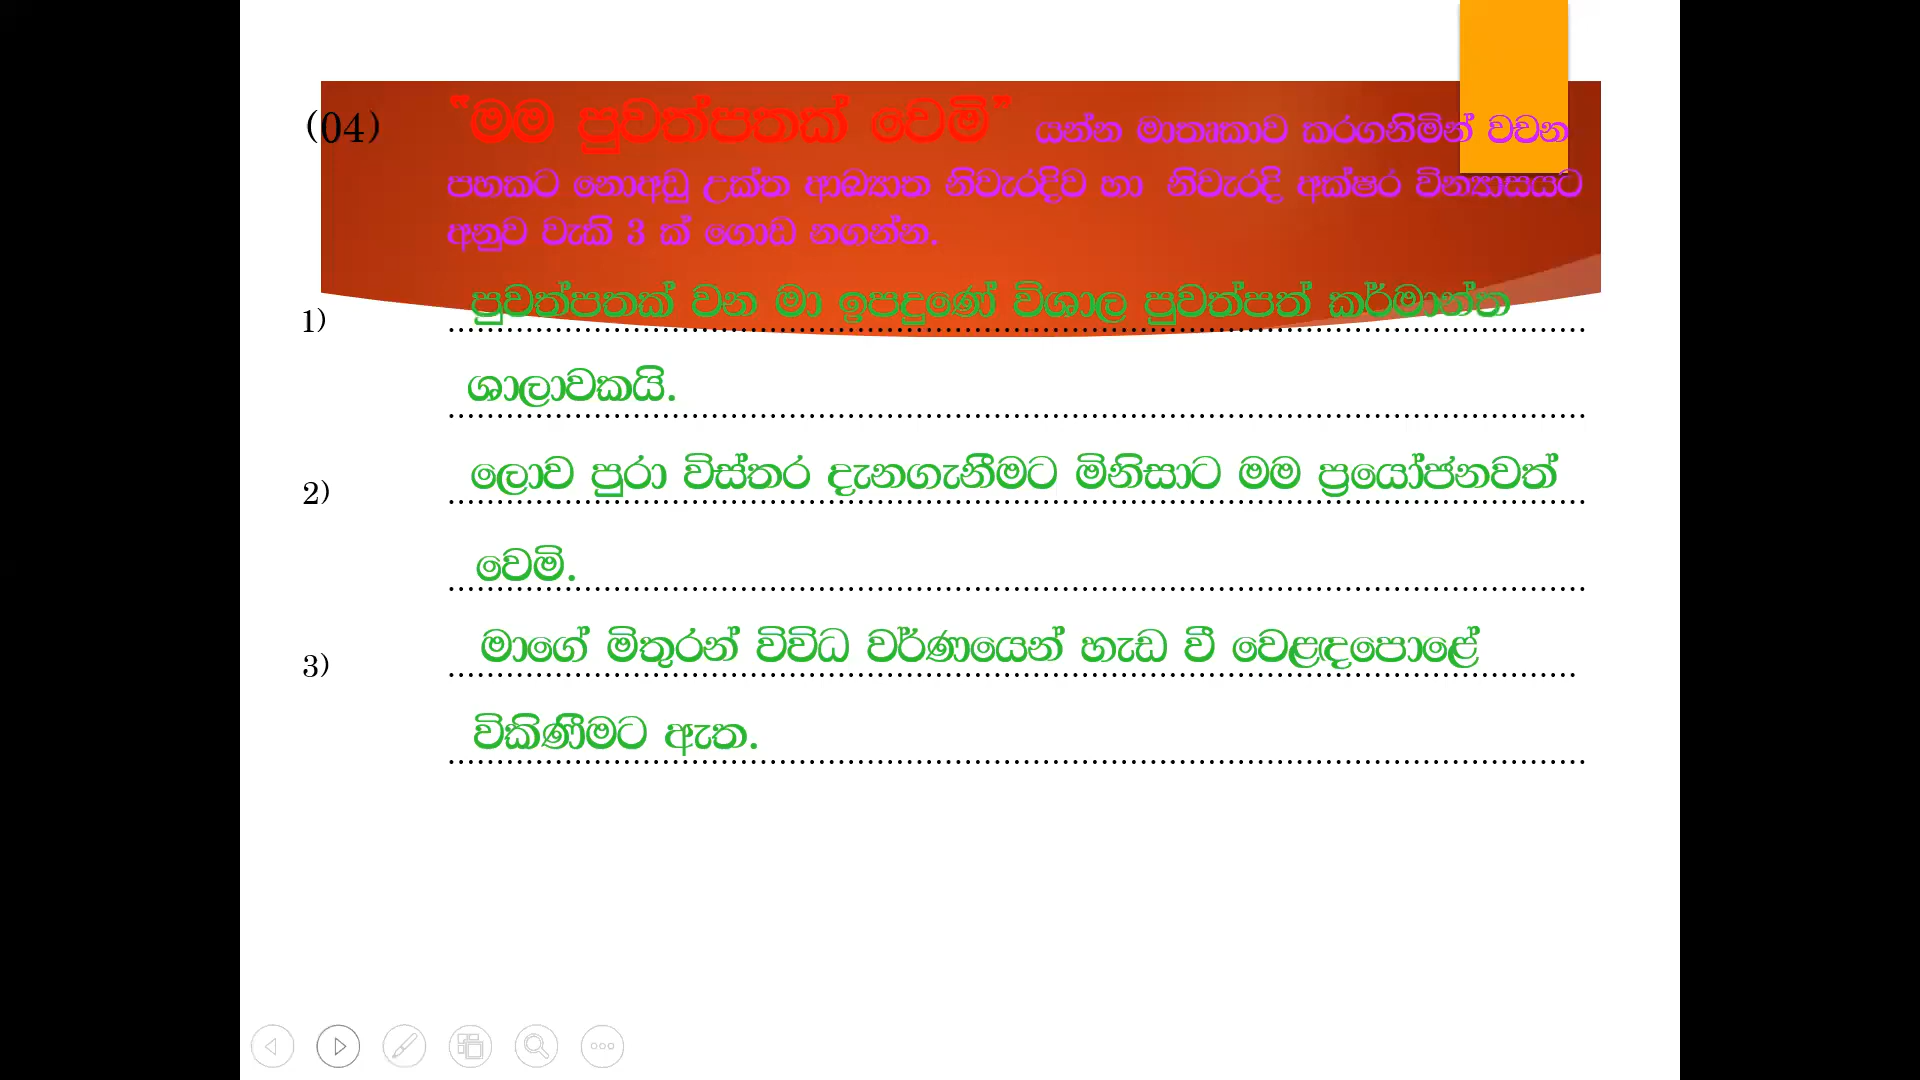 (04) “මම පුවත්පතක් වෙමි” යන්න මාතෘකාව කරගනිමින් වචන
පහකට නොඅඩු උක්ත ආඛ්‍යාත නිවැරදිව හා නිවැරදි අක්ෂර වින්‍යාසයට
අනුව වැකි 3 ක් ගොඩ නගන්න.
1) පුවත්පතක් වන මා ඉපදුණේ විශාල පුවත්පත් කර්මාන්ත
ශාලාවකයි.
2) ලොව පුරා විස්තර දැනගැනීමට මිනිසාට මම ප්‍රයෝජනවත්
වෙමි.
3) මාගේ මිතුරන් විවිධ වර්ණයෙන් හැඩ වී වෙළඳපොළේ
විකිණීමට ඇත.